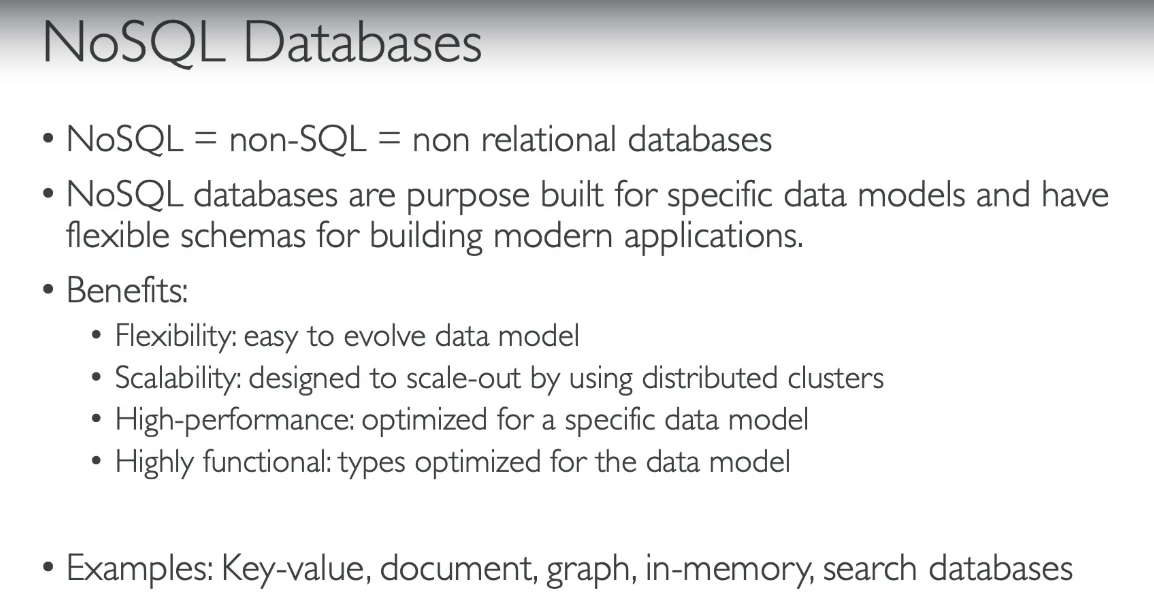 NoSQL Databases
• NoSQL = non-SQL = non relational databases
• NoSQL databases are purpose built for specific data models and have
flexible schemas for building modern applications.
• Benefits:
• Flexibility: easy to evolve data model
• Scalability: designed to scale-out by using distributed clusters
• High-performance: optimized for a specific data model
• Highly functional: types optimized for the data model
• Examples: Key-value, document, graph, in-memory, search databases